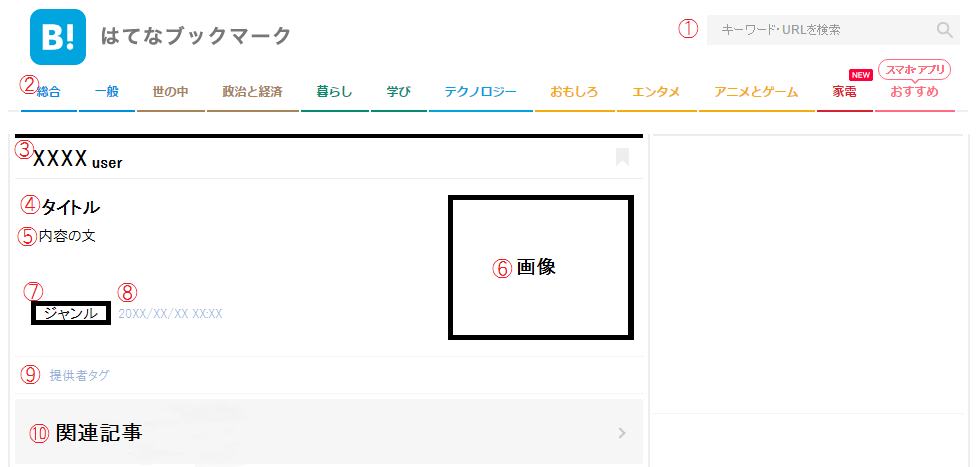 B! はてなブックマーク
① キーワード・URLを検索
NEW スマホアプリ
② 総合 一般 世の中 政治と経済 暮らし 学び テクノロジー おもしろ エンタメ アニメとゲーム 家電 おすすめ
③ XXXX user
④ タイトル
⑤ 内容の文
⑥ 画像
⑦ ⑧
ジャンル 20XX/XX/XX XX:XX
⑨ 提供者タグ
⑩ 関連記事